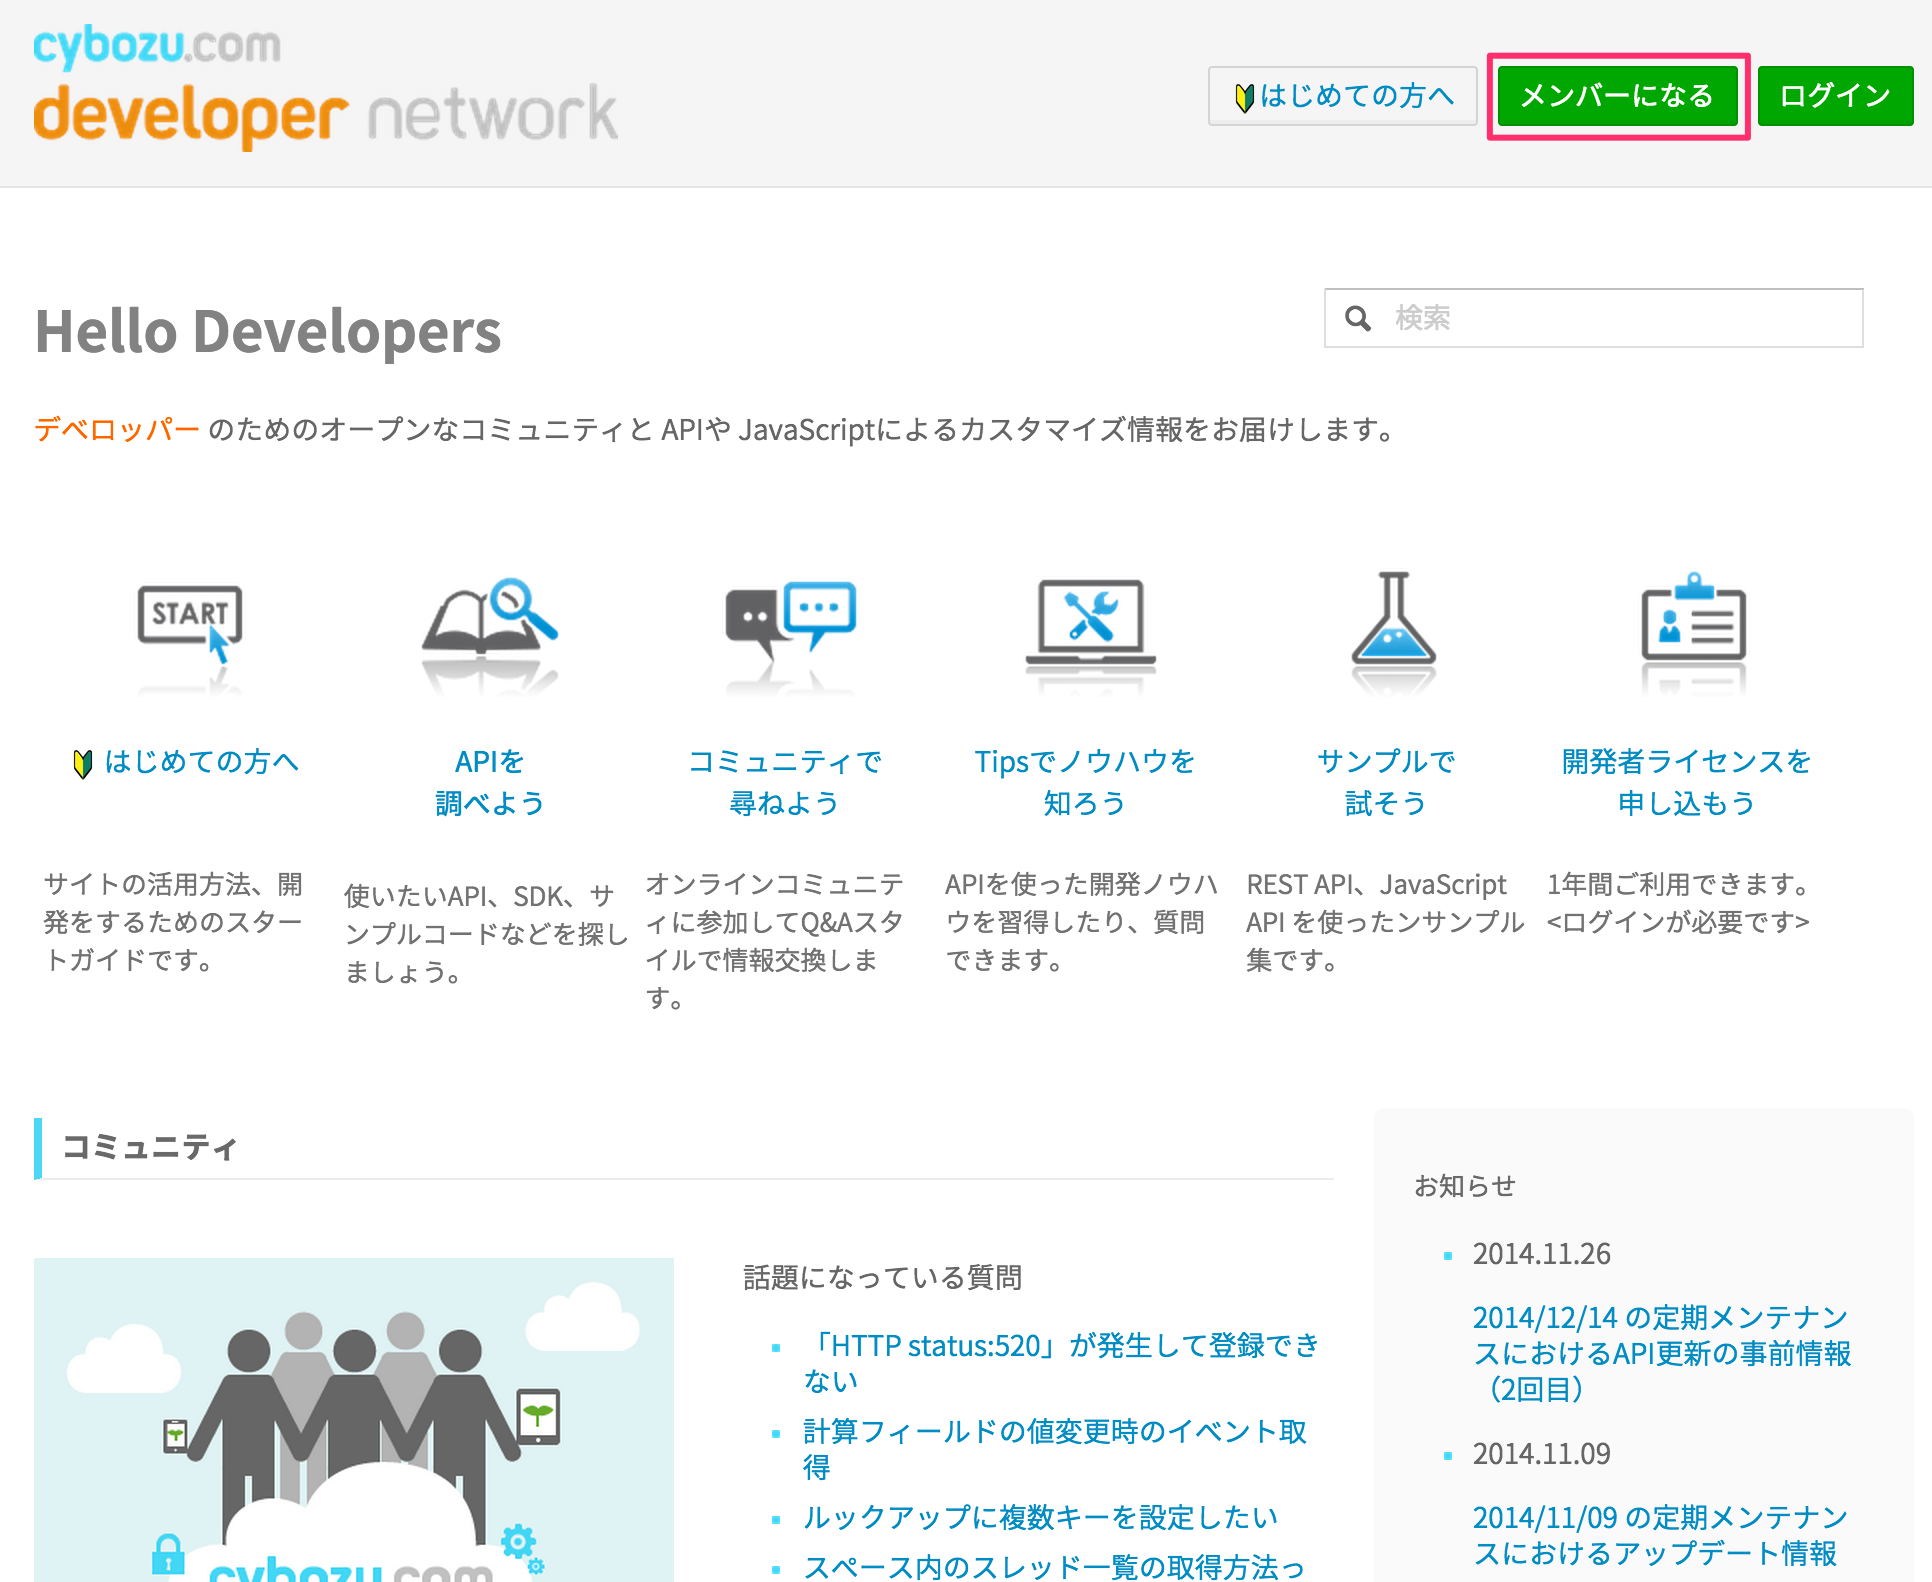 cybozu.com
developer network
はじめての方へ
メンバーになる
ログイン
Hello Developers
検索
デベロッパー のためのオープンなコミュニティと APIや JavaScriptによるカスタマイズ情報をお届けします。
START
はじめての方へ
サイトの活用方法、開
発をするためのスター
トガイドです。
APIを
調べよう
使いたいAPI、SDK、サ
ンプルコードなどを探し
ましょう。
コミュニティで
尋ねよう
オンラインコミュニテ
ィに参加してQ&Aスタ
イルで情報交換しま
す。
Tipsでノウハウを
知ろう
APIを使った開発ノウハ
ウを習得したり、質問
できます。
サンプルで
試そう
REST API、JavaScript
API を使ったンサンプル
集です。
開発者ライセンスを
申し込もう
1年間ご利用できます。
<ログインが必要です>
コミュニティ
cybozu.com
話題になっている質問
「HTTP status:520」が発生して登録でき
ない
計算フィールドの値変更時のイベント取
得
ルックアップに複数キーを設定したい
スペース内のスレッド一覧の取得方法っ
お知らせ
2014.11.26
2014/12/14 の定期メンテナン
スにおけるAPI更新の事前情報
（2回目）
2014.11.09
2014/11/09 の定期メンテナン
スにおけるアップデート情報